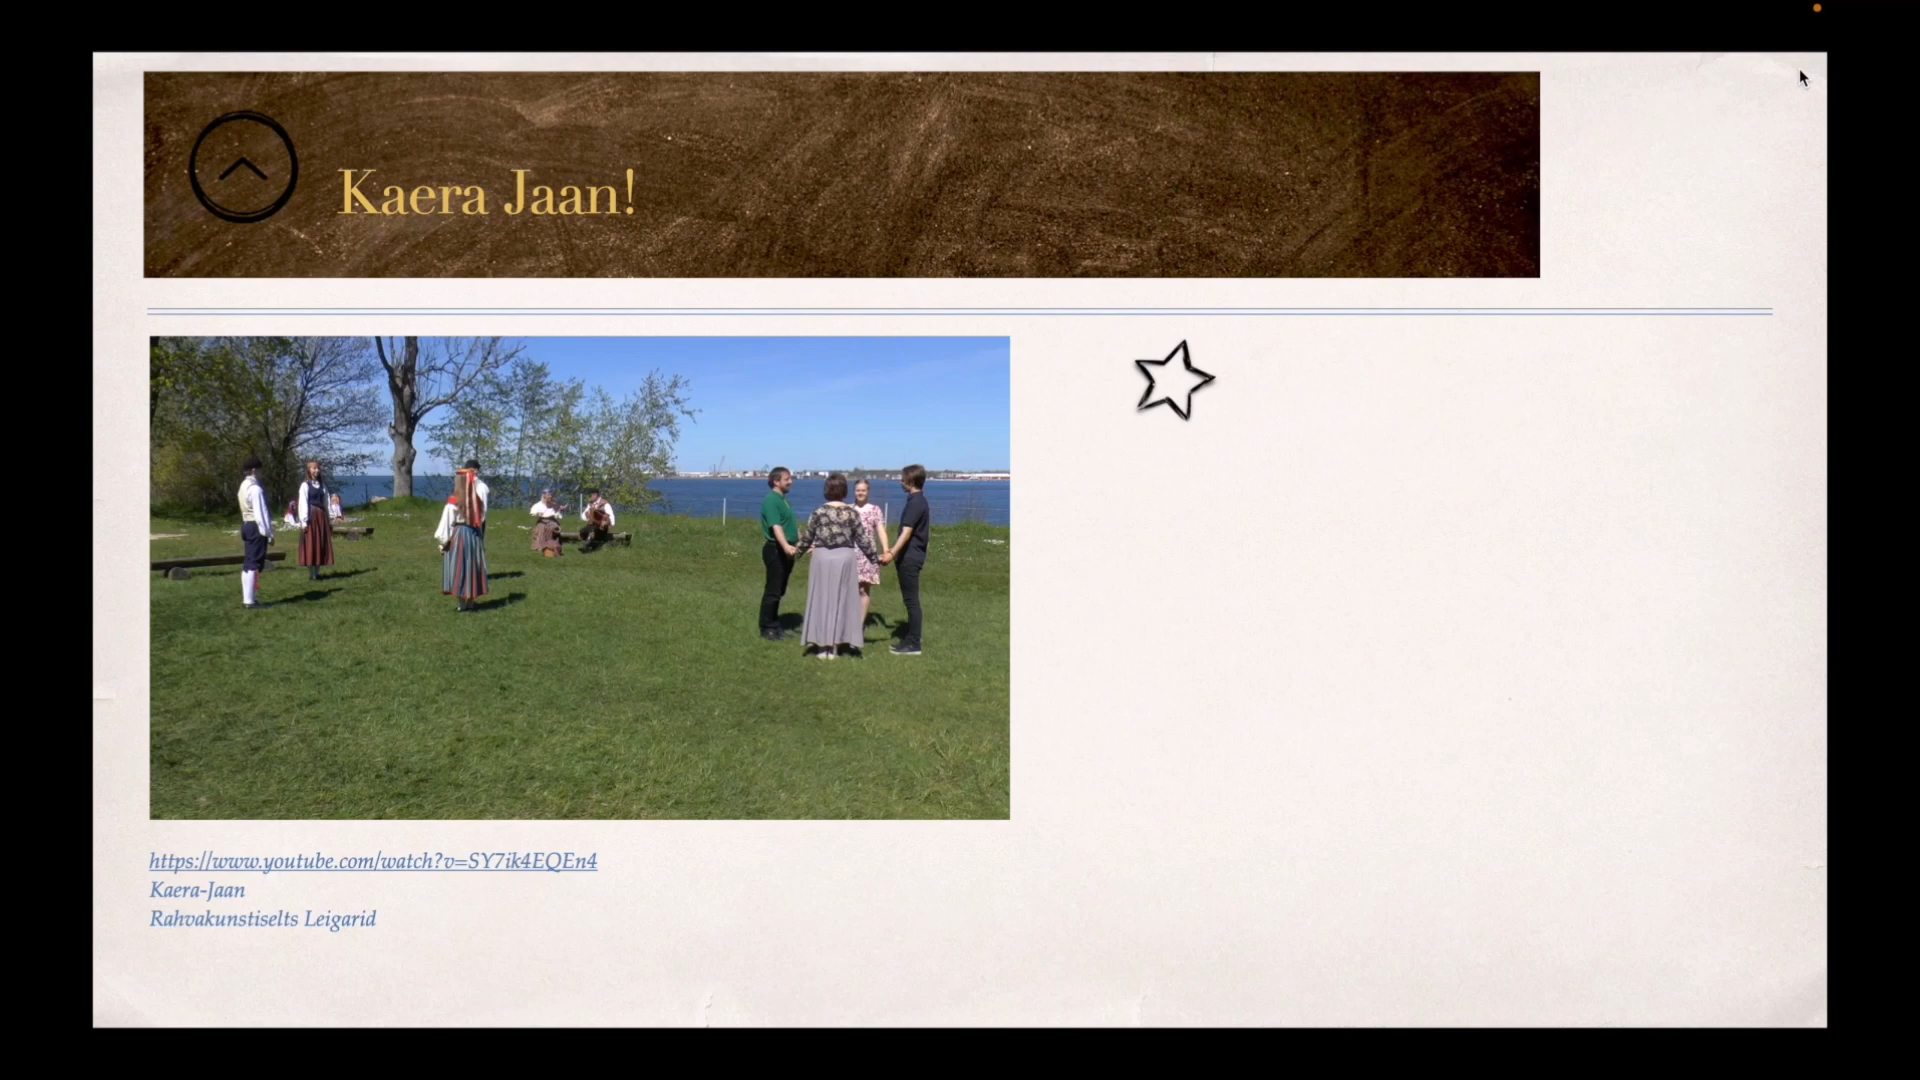 Kaera Jaan!
https://www.youtube.com/watch?v=SY7ik4EQEn4
Kaera-Jaan
Rahvakunstiselts Leigarid